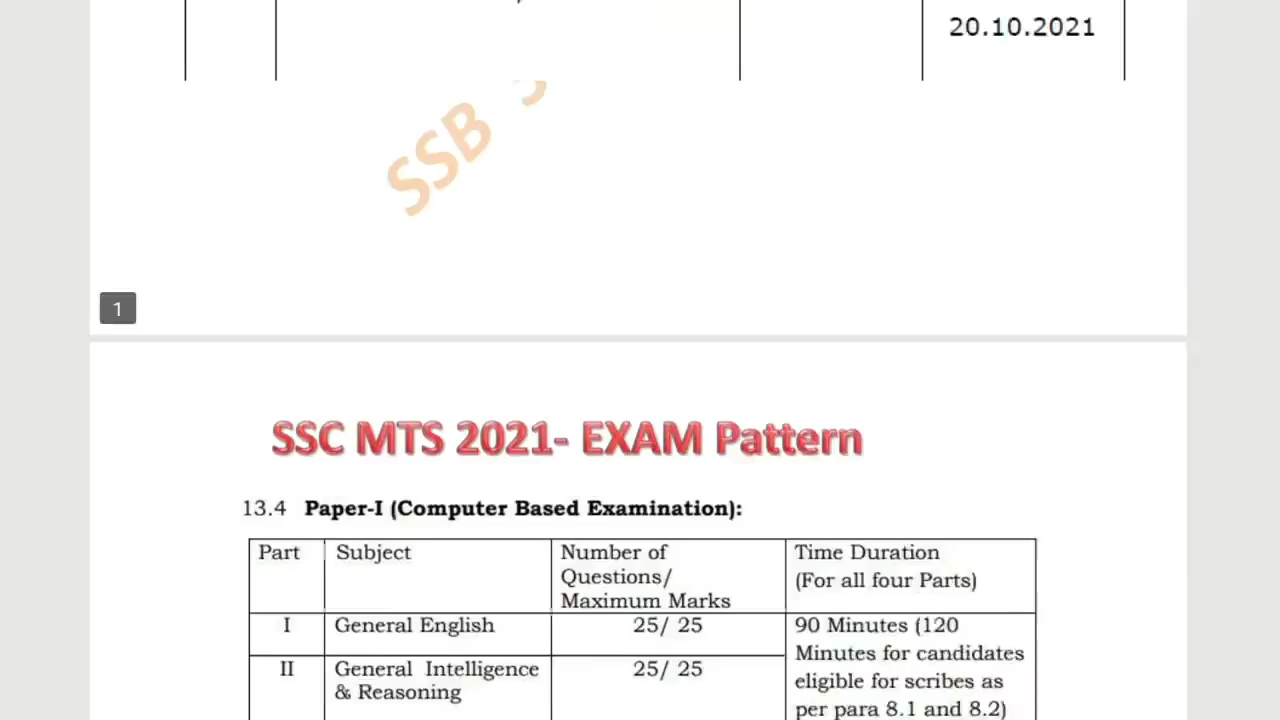 20.10.2021
SSB
1
SSC MTS 2021- EXAM Pattern
13.4 Paper-I (Computer Based Examination):
Part
Subject
Number of
Questions/
Maximum Marks
Time Duration
(For all four Parts)
I
General English
25/ 25
90 Minutes (120
Minutes for candidates
eligible for scribes as
per para 8.1 and 8.2)
II
General Intelligence
& Reasoning
25/ 25